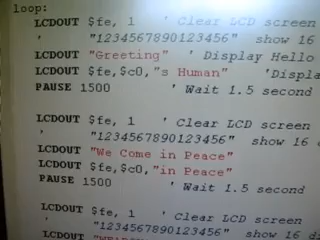 loop:
LCDOUT $fe, 1 ' Clear LCD screen
' "1234567890123456" show 16
LCDOUT "Greeting" ' Display Hello
LCDOUT $fe,$c0,"s Human" 'Displa
PAUSE 1500 ' Wait 1.5 second
LCDOUT $fe, 1 ' Clear LCD screen
' "1234567890123456" show 16 d
LCDOUT "We Come in Peace"
LCDOUT $fe,$c0,"in Peace"
PAUSE 1500 ' Wait 1.5 second
LCDOUT $fe, 1 ' Clear LCD screen
' "1234567890123456" show 16 di
LCDOUT